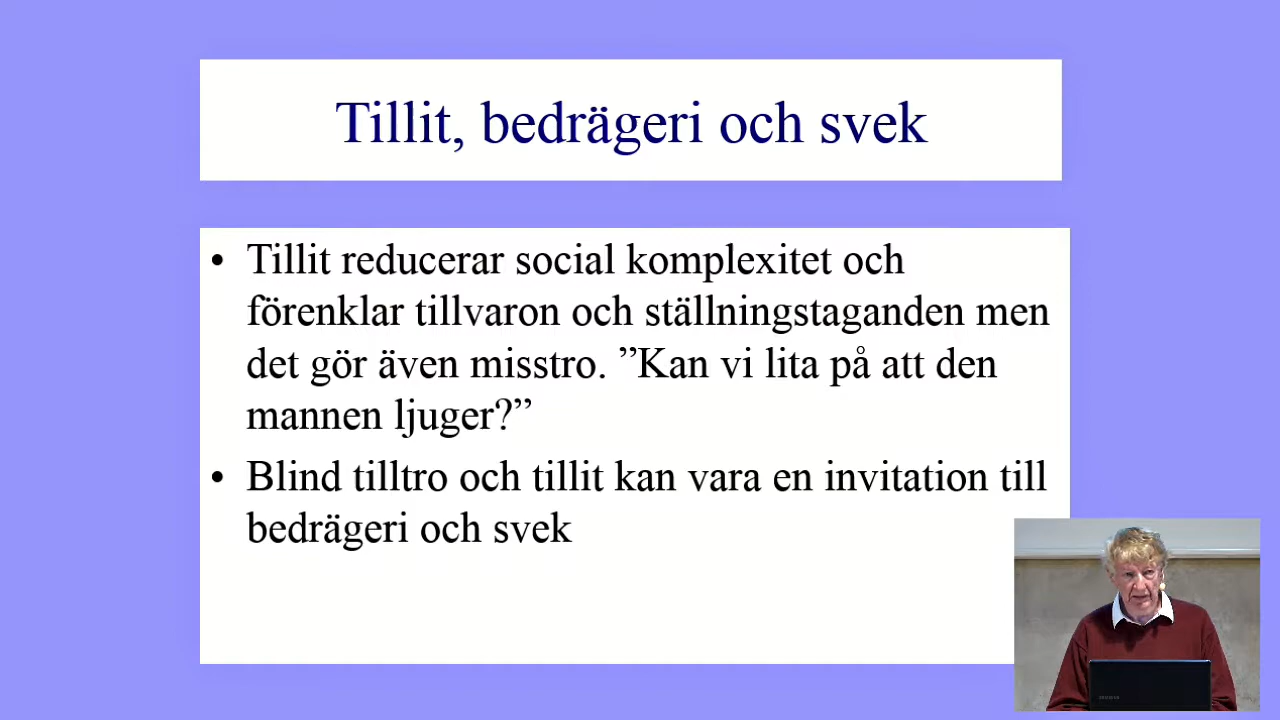 Tillit, bedrägeri och svek
• Tillit reducerar social komplexitet och
förenklar tillvaron och ställningstaganden men
det gör även misstro. ”Kan vi lita på att den
mannen ljuger?”
• Blind tilltro och tillit kan vara en invitation till
bedrägeri och svek